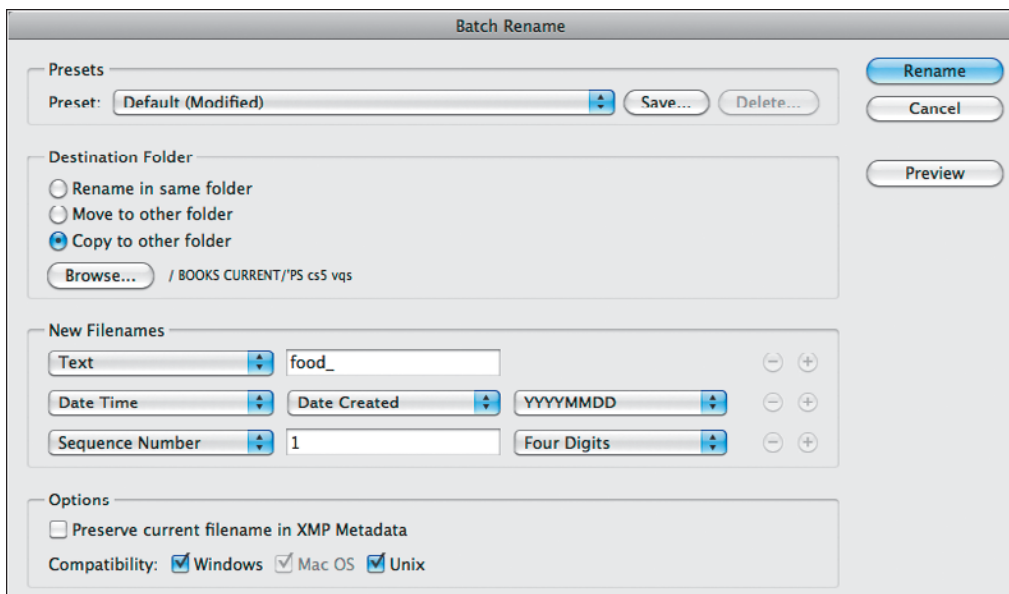 Batch Rename
Presets
Preset: Default (Modified) Save... Delete...
Rename
Cancel
Preview
Destination Folder
Rename in same folder
Move to other folder
Copy to other folder
Browse... / BOOKS CURRENT/'PS cs5 vqs
New Filenames
Text food_
Date Time Date Created YYYYMMDD
Sequence Number 1 Four Digits
Options
Preserve current filename in XMP Metadata
Compatibility: Windows Mac OS Unix